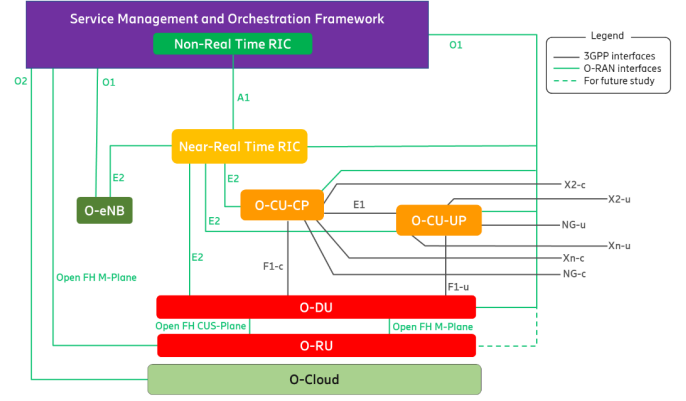 Service Management and Orchestration Framework
Non-Real Time RIC
O1
Legend
3GPP interfaces
O-RAN interfaces
For future study
O2
O1
A1
Near-Real Time RIC
E2
E2
X2-c
O-CU-CP
E1
X2-u
O-eNB
E2
O-CU-UP
NG-u
Xn-u
E2
Xn-c
F1-c
NG-c
Open FH M-Plane
F1-u
O-DU
Open FH CUS-Plane
Open FH M-Plane
O-RU
O-Cloud